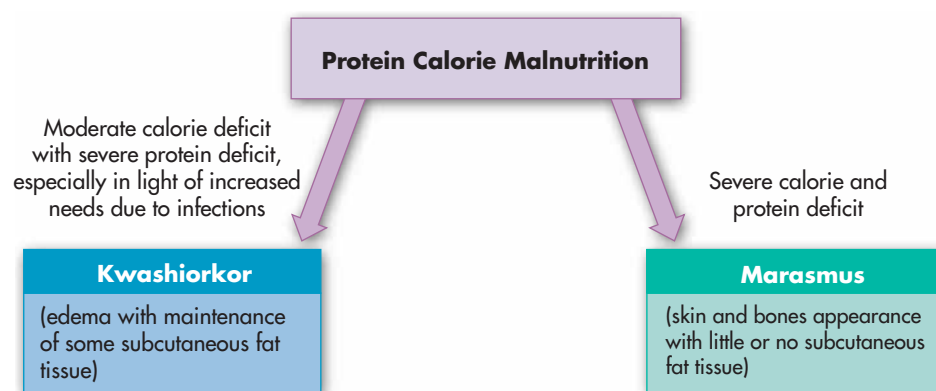 Protein Calorie Malnutrition
Moderate calorie deficit
with severe protein deficit,
especially in light of increased
needs due to infections
Severe calorie and
protein deficit
Kwashiorkor
(edema with maintenance
of some subcutaneous fat
tissue)
Marasmus
(skin and bones appearance
with little or no subcutaneous
fat tissue)